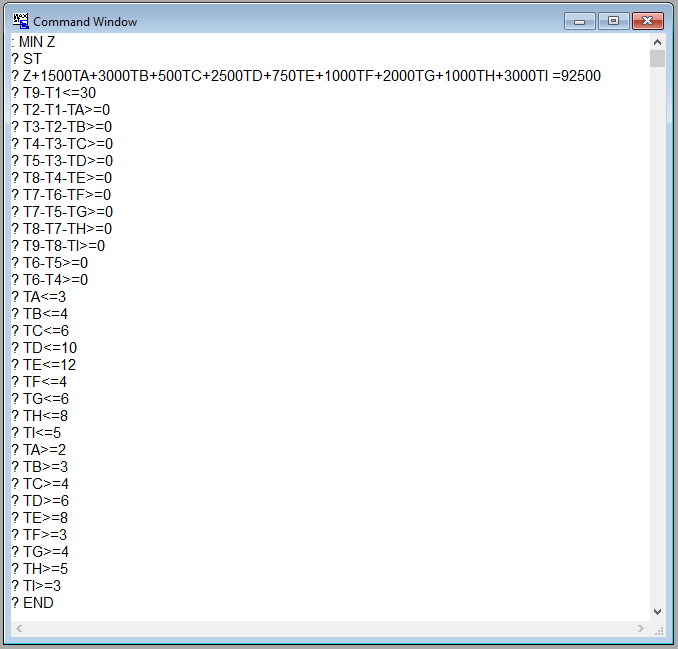 Command Window
: MIN Z
? ST
? Z+1500TA+3000TB+500TC+2500TD+750TE+1000TF+2000TG+1000TH+3000TI =92500
? T9-T1<=30
? T2-T1-TA>=0
? T3-T2-TB>=0
? T4-T3-TC>=0
? T5-T3-TD>=0
? T8-T4-TE>=0
? T7-T6-TF>=0
? T7-T5-TG>=0
? T8-T7-TH>=0
? T9-T8-TI>=0
? T6-T5>=0
? T6-T4>=0
? TA<=3
? TB<=4
? TC<=6
? TD<=10
? TE<=12
? TF<=4
? TG<=6
? TH<=8
? TI<=5
? TA>=2
? TB>=3
? TC>=4
? TD>=6
? TE>=8
? TF>=3
? TG>=4
? TH>=5
? TI>=3
? END